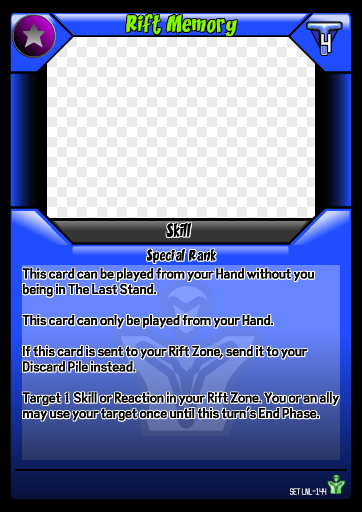 Rift Memory
4
Skill
Special Rank
This card can be played from your Hand without you
being in The Last Stand.
This card can only be played from your Hand.
If this card is sent to your Rift Zone, send it to your
Discard Pile instead.
Target 1 Skill or Reaction in your Rift Zone. You or an ally
may use your target once until this turn's End Phase.
SET LNL-144